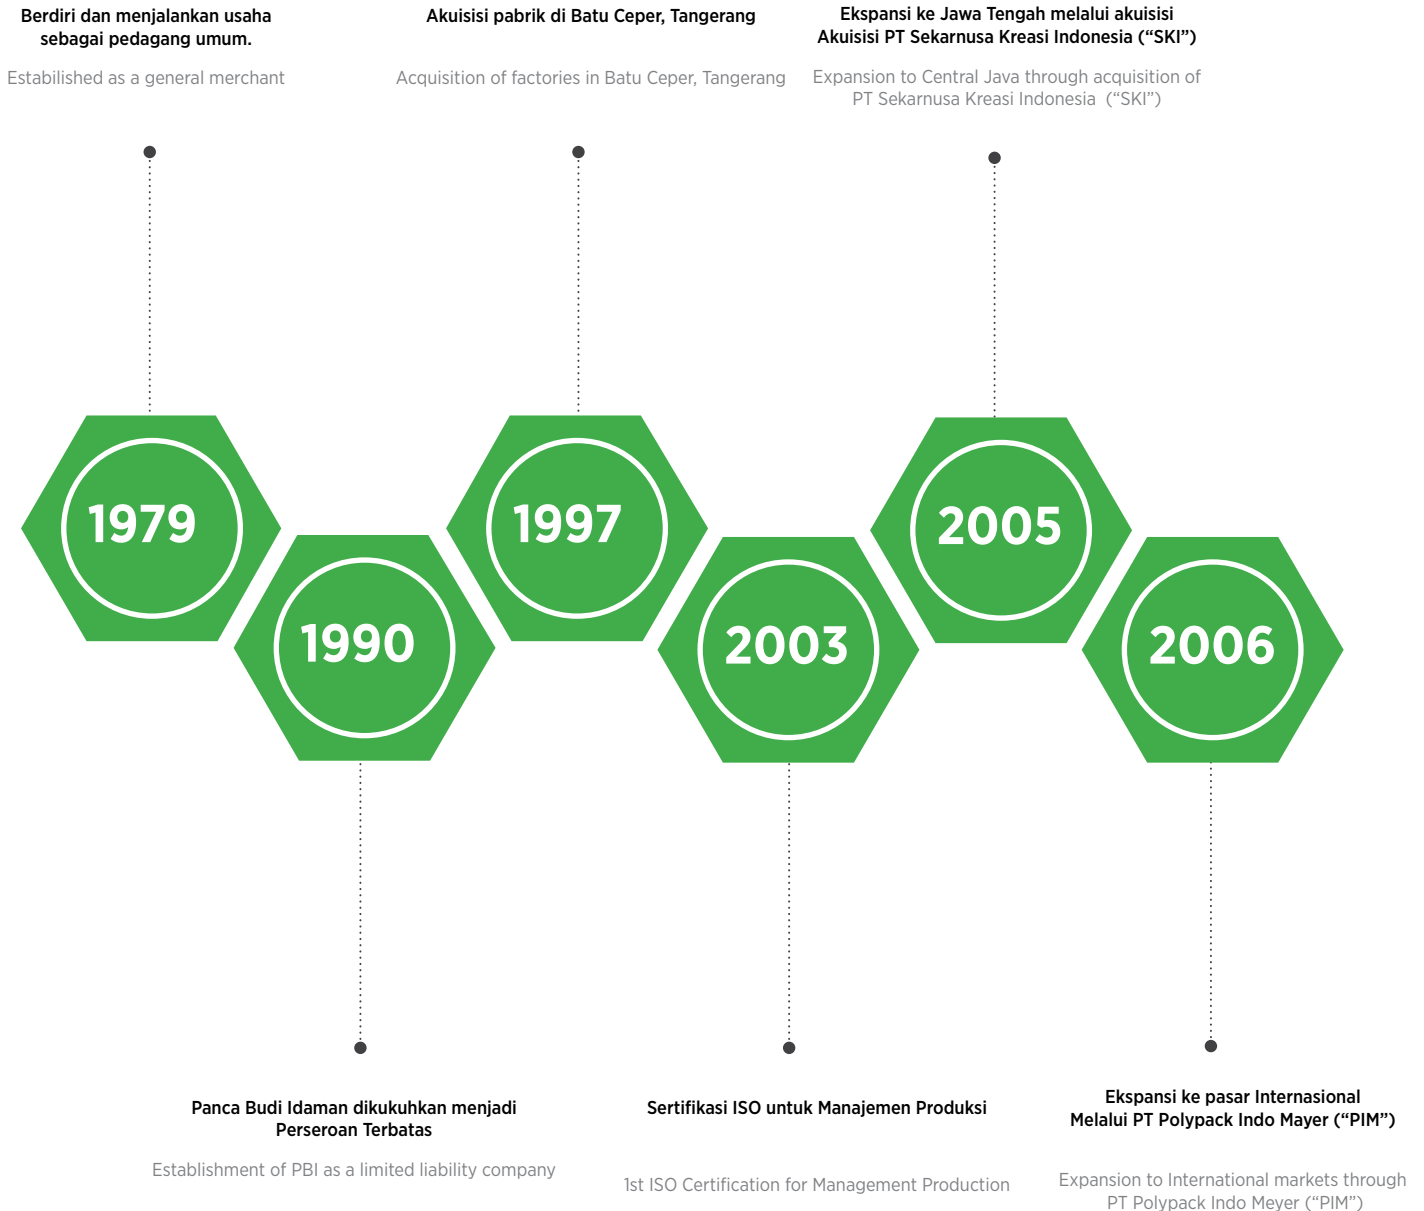 Berdiri dan menjalankan usaha
sebagai pedagang umum.
Estabilished as a general merchant
Akuisisi pabrik di Batu Ceper, Tangerang
Acquisition of factories in Batu Ceper, Tangerang
Ekspansi ke Jawa Tengah melalui akuisisi
Akuisisi PT Sekarnusa Kreasi Indonesia (“SKI”)
Expansion to Central Java through acquisition of
PT Sekarnusa Kreasi Indonesia (“SKI”)
1979
1990
1997
2003
2005
2006
Panca Budi Idaman dikukuhkan menjadi
Perseroan Terbatas
Establishment of PBI as a limited liability company
Sertifikasi ISO untuk Manajemen Produksi
1st ISO Certification for Management Production
Ekspansi ke pasar Internasional
Melalui PT Polypack Indo Mayer (“PIM”)
Expansion to International markets through
PT Polypack Indo Meyer (“PIM”)